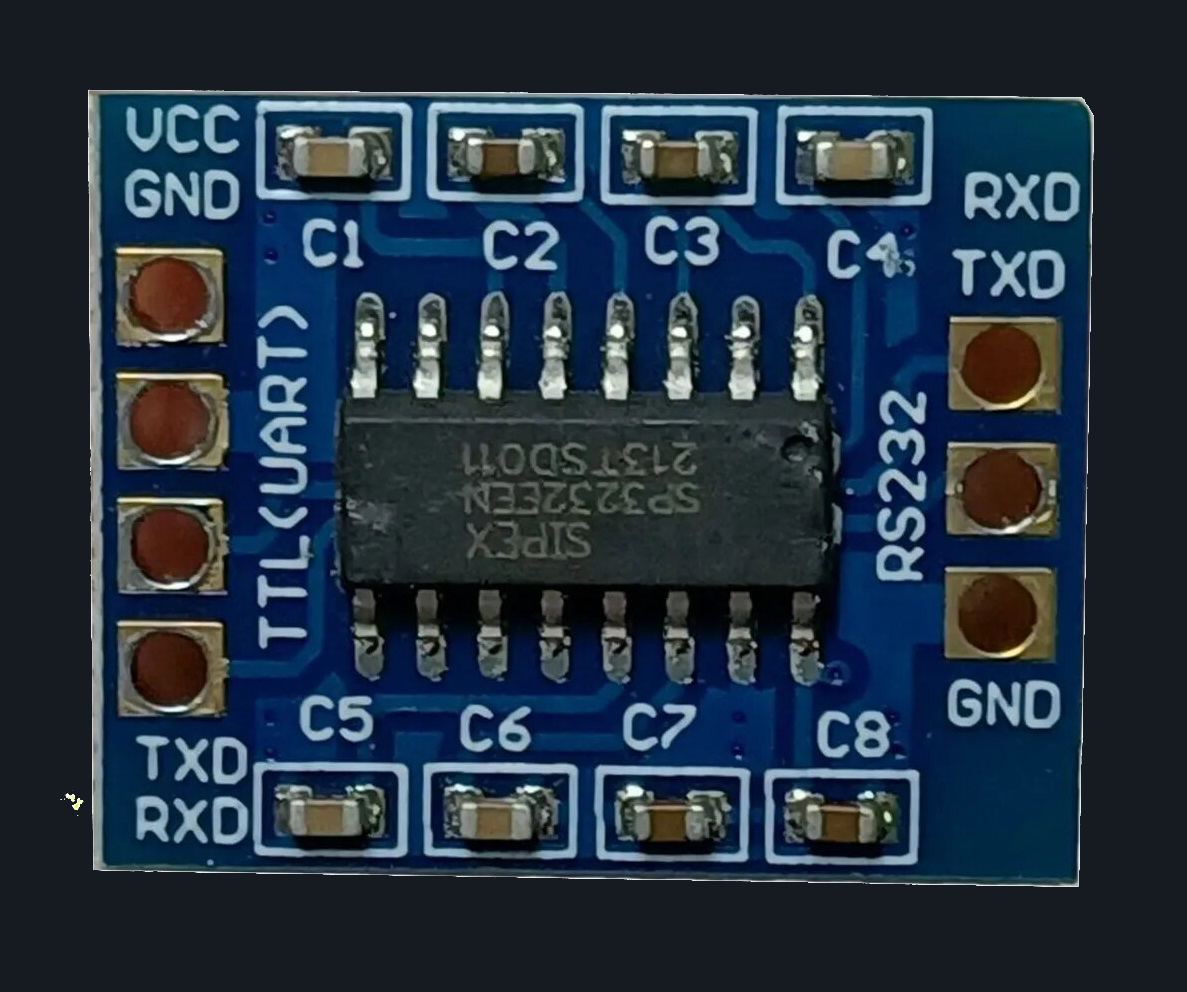 VCC
GND
C1
C2
C3
C4
RXD
TXD
TTL(UART)
SIPEX
SP3232EEN
213TSD011
RS232
GND
C5
C6
C7
C8
TXD
RXD